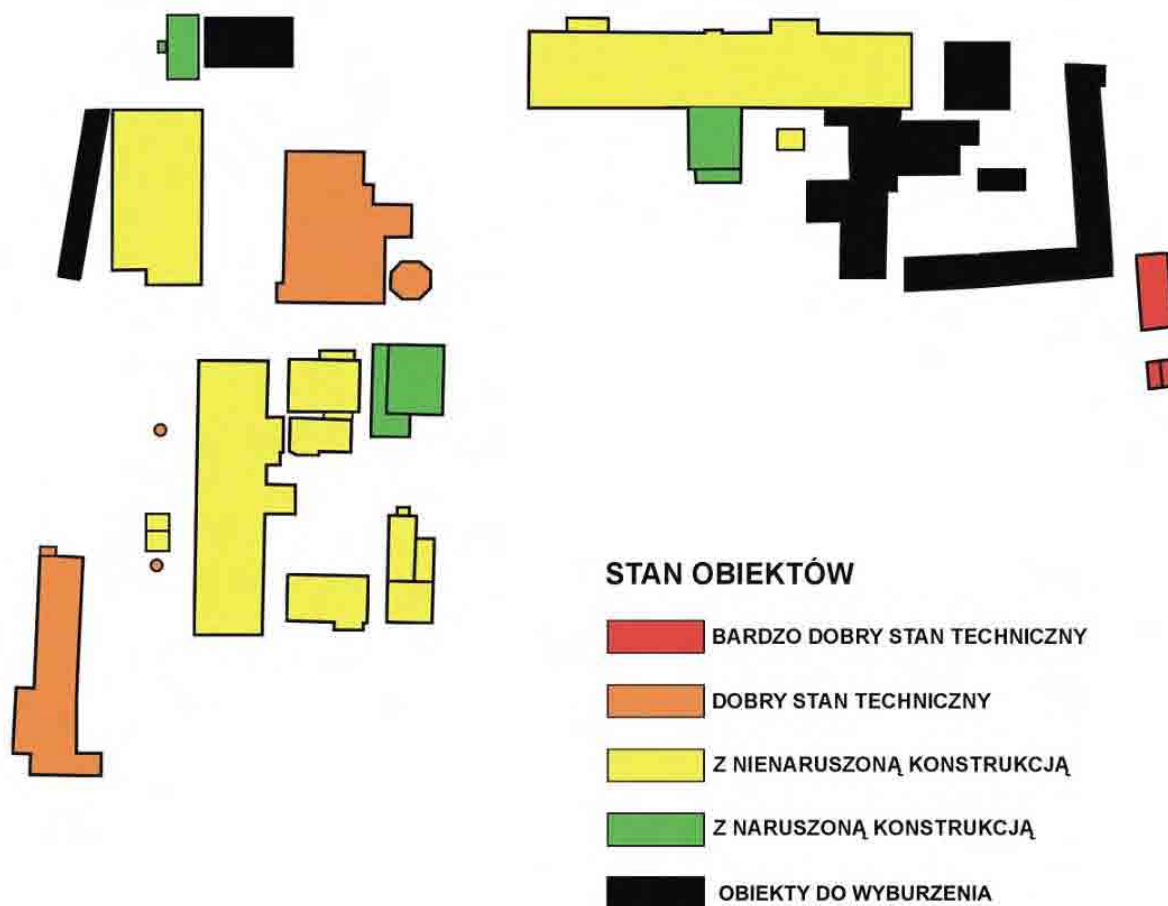 STAN OBIEKTÓW
BARDZO DOBRY STAN TECHNICZNY
DOBRY STAN TECHNICZNY
Z NIENARUSZONĄ KONSTRUKCJĄ
Z NARUSZONĄ KONSTRUKCJĄ
OBIEKTY DO WYBURZENIA